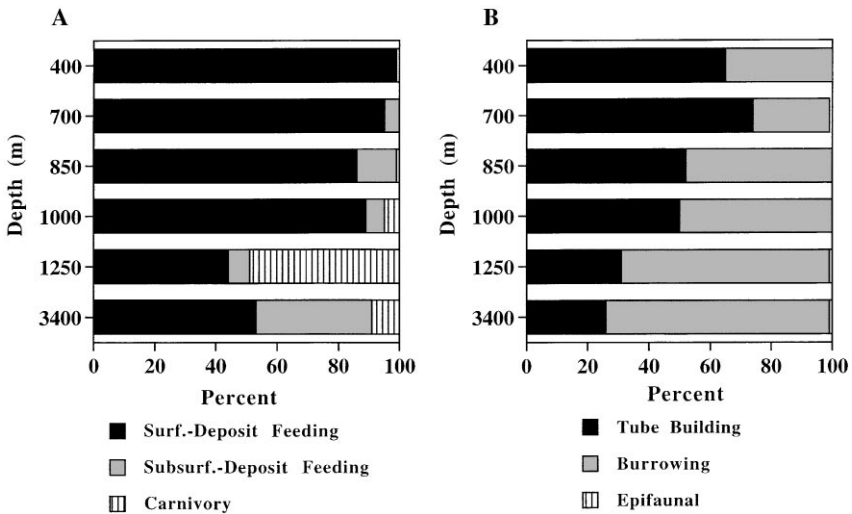 A
Depth (m)
400
700
850
1000
1250
3400
0 20 40 60 80 100
Percent
Surf.-Deposit Feeding
Subsurf.-Deposit Feeding
Carnivory
B
Depth (m)
400
700
850
1000
1250
3400
0 20 40 60 80 100
Percent
Tube Building
Burrowing
Epifaunal